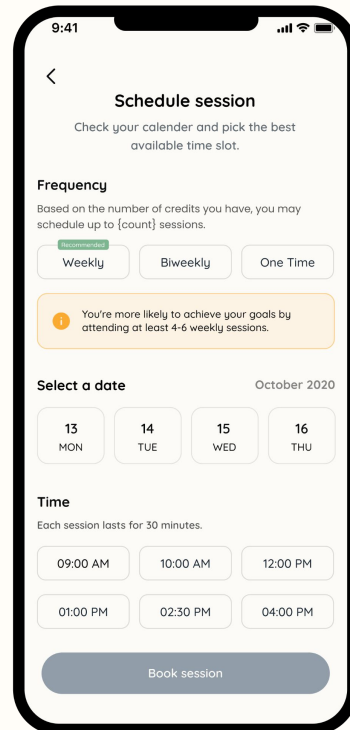 9:41
Schedule session
Check your calender and pick the best
available time slot.
Frequency
Based on the number of credits you have, you may
schedule up to {count} sessions.
Recommended
Weekly Biweekly One Time
You're more likely to achieve your goals by
attending at least 4-6 weekly sessions.
Select a date October 2020
13 14 15 16
MON TUE WED THU
Time
Each session lasts for 30 minutes.
09:00 AM 10:00 AM 12:00 PM
01:00 PM 02:30 PM 04:00 PM
Book session